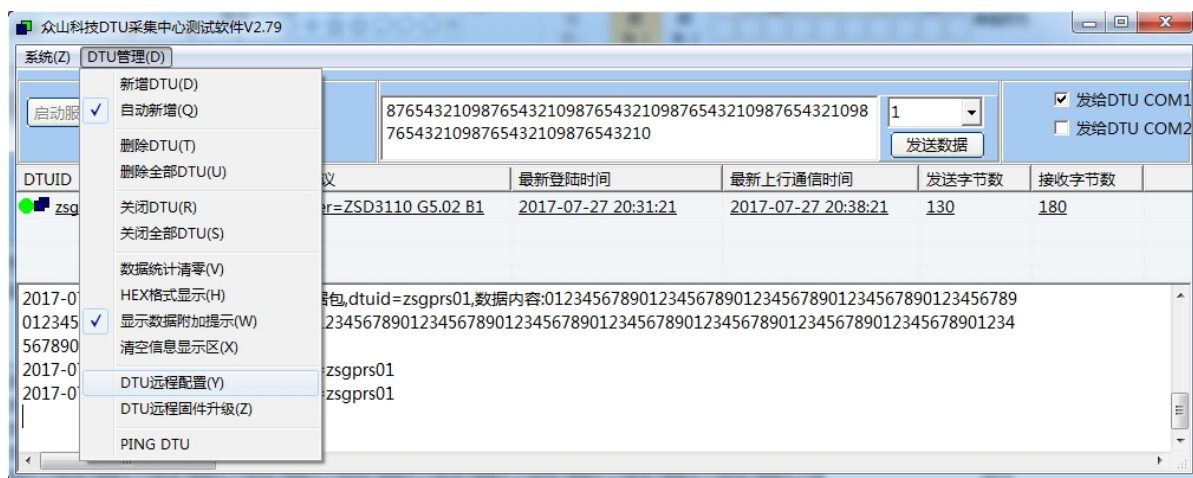 众山科技DTU采集中心测试软件V2.79
系统(Z) DTU管理(D)
新增DTU(D)
自动新增(Q)
删除DTU(T)
删除全部DTU(U)
关闭DTU(R)
关闭全部DTU(S)
数据统计清零(V)
HEX格式显示(H)
显示数据附加提示(W)
清空信息显示区(X)
DTU远程配置(Y)
DTU远程固件升级(Z)
PING DTU
启动服
876543210987654321098765432109876543210987654321098
7654321098765432109876543210
1
发送数据
发给DTU COM1
发给DTU COM2
DTUID 议 最新登陆时间 最新上行通信时间 发送字节数 接收字节数
zsg er=ZSD3110 G5.02 B1 2017-07-27 20:31:21 2017-07-27 20:38:21 130 180
2017-0 据包,dtuid=zsgprs01,数据内容:0123456789012345678901234567890123456789012345678 9
012345 1234567890123456789012345678901234567890123456789012345678901234
567890
2017-0 =zsgprs01
2017-0 =zsgprs01